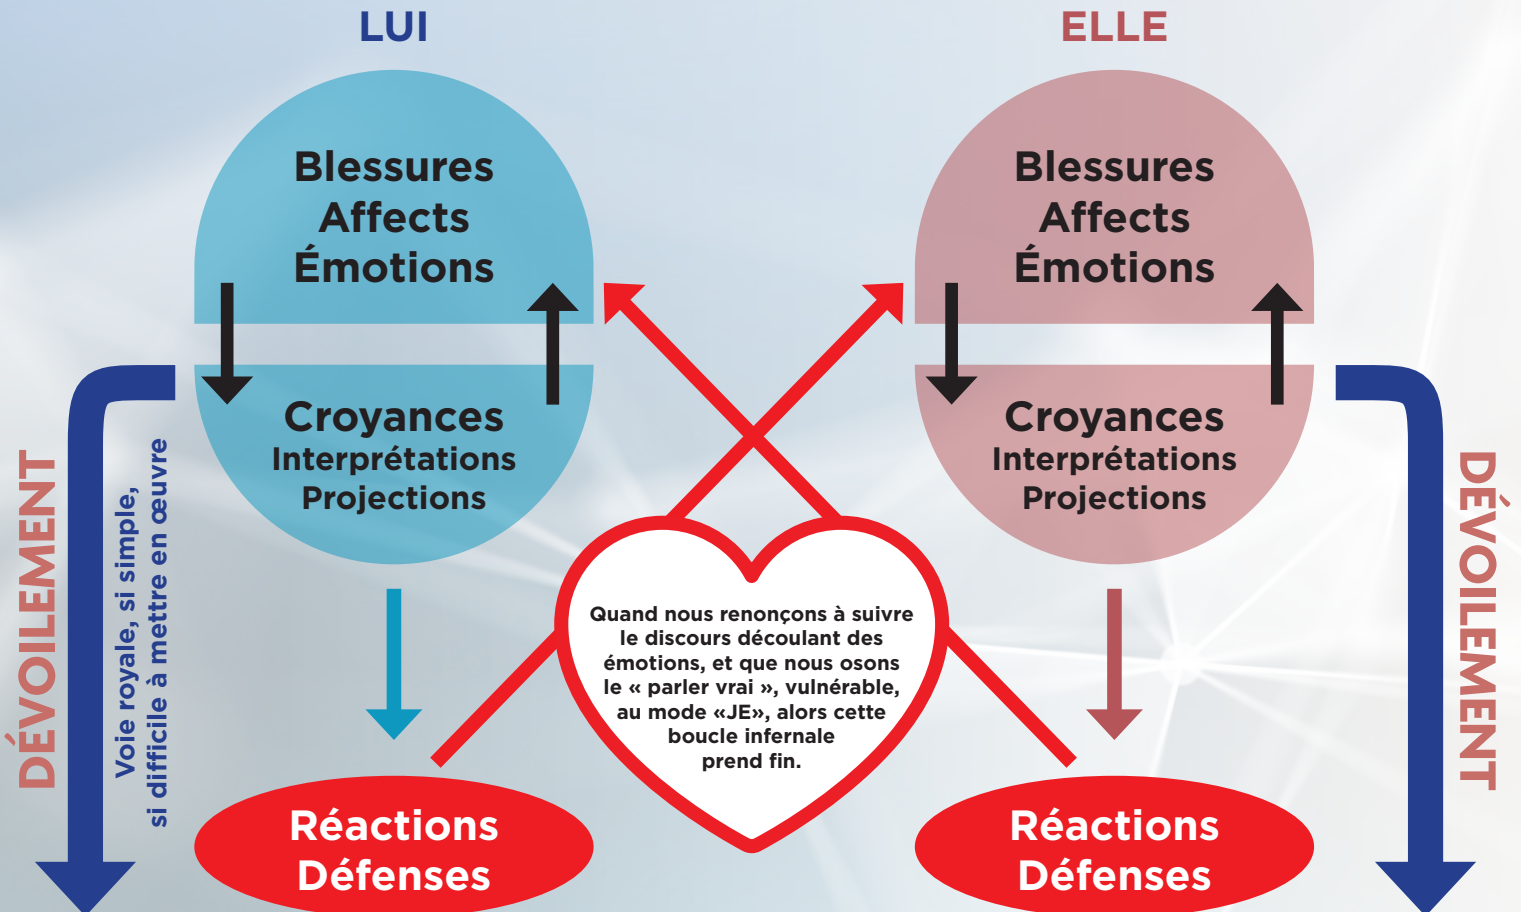 LUI
Blessures
Affects
Émotions
Croyances
Interprétations
Projections
Réactions
Défenses
DÉVOILEMENT
Voie royale, si simple,
si difficile à mettre en œuvre
Quand nous renonçons à suivre
le discours découlant des
émotions, et que nous osons
le « parler vrai », vulnérable,
au mode «JE», alors cette
boucle infernale
prend fin.
ELLE
Blessures
Affects
Émotions
Croyances
Interprétations
Projections
Réactions
Défenses
DÉVOILEMENT